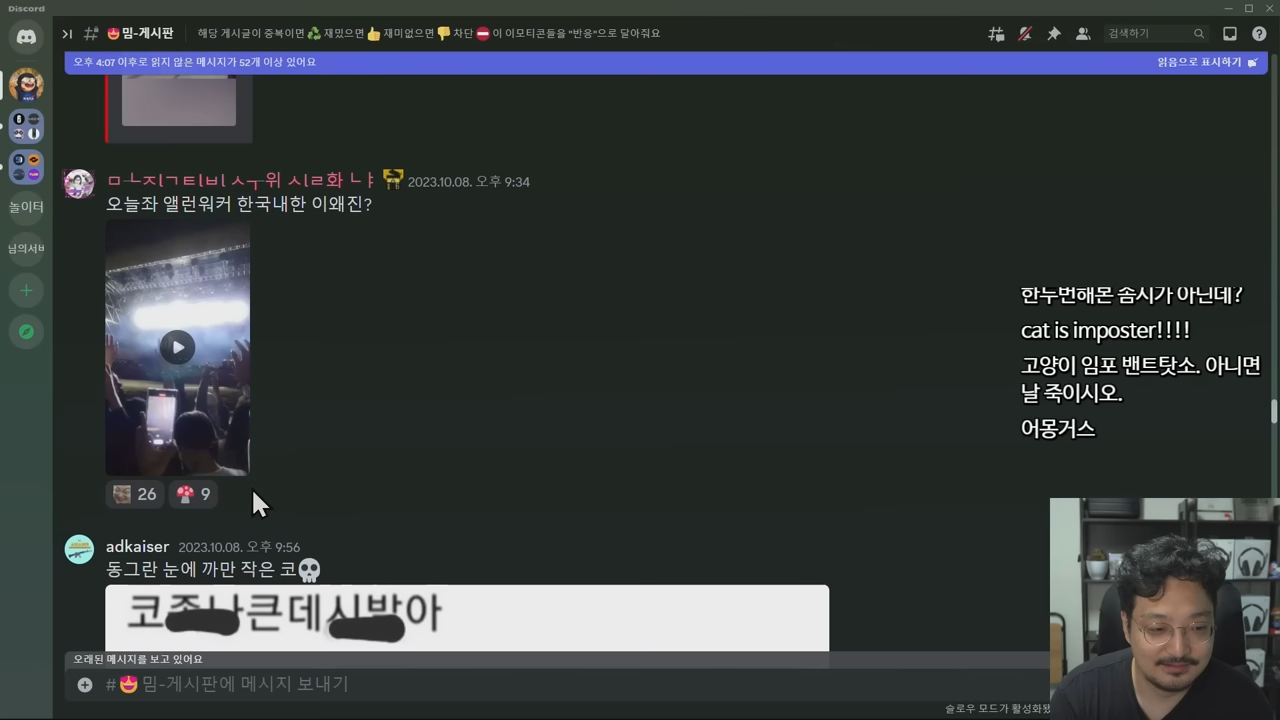 Discord
밈-게시판
해당 게시글이 중복이면 ♻️ 재밌으면 👍 재미없으면 👎 차단 ⛔ 이 이모티콘들을 "반응"으로 달아줘요
검색하기
오후 4:07 이후로 읽지 않은 메시지가 52개 이상 있어요
읽음으로 표시하기
2023.10.08. 오후 9:34
오늘좌 앨런워커 한국내한 이왜진?
26
9
adkaiser 2023.10.08. 오후 9:56
동그란 눈에 까만 작은 코💀
오래된 메시지를 보고 있어요
#😍밈-게시판에 메시지 보내기
놀이터
님의서버
한두번해본 솜시가 아닌데?
cat is imposter!!!!
고양이 임포 밴트탓소. 아니면
날 죽이시오.
어몽거스